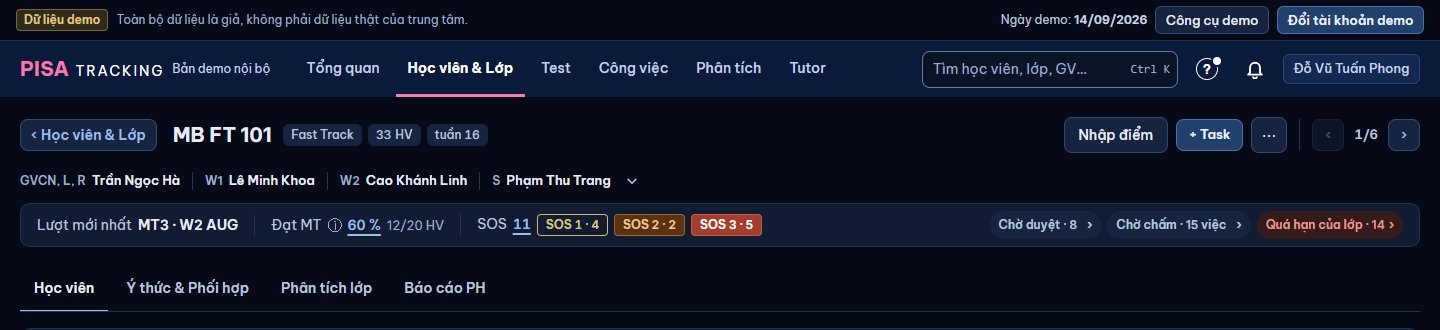 Dữ liệu demo Toàn bộ dữ liệu là giả, không phải dữ liệu thật của trung tâm. Ngày demo: 14/09/2026 Công cụ demo Đổi tài khoản demo
PISA TRACKING Bản demo nội bộ Tổng quan Học viên & Lớp Test Công việc Phân tích Tutor Tìm học viên, lớp, GV... Ctrl K ? Đỗ Vũ Tuấn Phong
‹ Học viên & Lớp MB FT 101 Fast Track 33 HV tuần 16 Nhập điểm + Task ... ‹ 1/6 ›
GVCN, L, R Trần Ngọc Hà W1 Lê Minh Khoa W2 Cao Khánh Linh S Phạm Thu Trang
Lượt mới nhất MT3 · W2 AUG Đạt MT ⓘ 60 % 12/20 HV SOS 11 SOS 1 · 4 SOS 2 · 2 SOS 3 · 5 Chờ duyệt · 8 › Chờ chấm · 15 việc › Quá hạn của lớp · 14 ›
Học viên Ý thức & Phối hợp Phân tích lớp Báo cáo PH